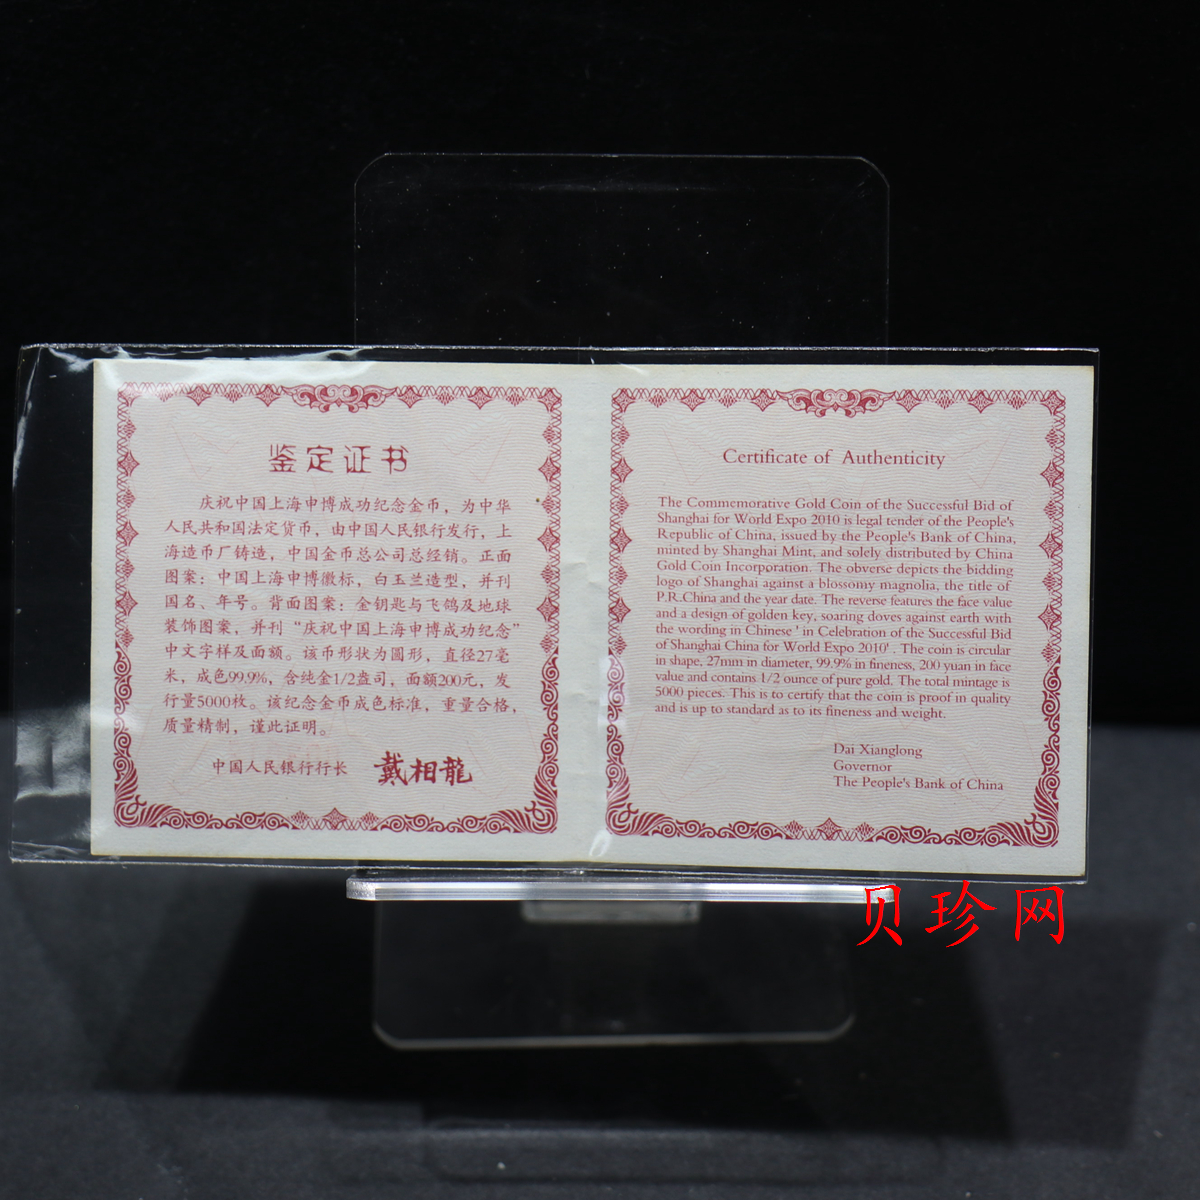 鉴定证书
庆祝中国上海申博成功纪念金币，为中华
人民共和国法定货币，由中国人民银行发行，上
海造币厂铸造，中国金币总公司总经销。正面
图案：中国上海申博徽标，白玉兰造型，并刊
国名、年号。背面图案：金钥匙与飞鸽及地球
装饰图案，并刊“庆祝中国上海申博成功纪念”
中文字样及面额。该币形状为圆形，直径27毫
米，成色99.9%，含纯金1/2盎司，面额200元，发
行量5000枚。该纪念金币成色标准，重量合格，
质量精制，谨此证明。
中国人民银行行长 戴相龍
Certificate of Authenticity
The Commemorative Gold Coin of the Successful Bid of
Shanghai for World Expo 2010 is legal tender of the People's
Republic of China, issued by the People's Bank of China,
minted by Shanghai Mint, and solely distributed by China
Gold Coin Incorporation. The obverse depicts the bidding
logo of Shanghai against a blossomy magnolia, the title of
P.R.China and the year date. The reverse features the face value
and a design of golden key, soaring doves against earth with
the wording in Chinese ' in Celebration of the Successful Bid
of Shanghai China for World Expo 2010' . The coin is circular
in shape, 27mm in diameter, 99.9% in fineness, 200 yuan in face
value and contains 1/2 ounce of pure gold. The total mintage is
5000 pieces. This is to certify that the coin is proof in quality
and is up to standard as to its fineness and weight.
Dai Xianglong
Governor
The People's Bank of China
贝珍网